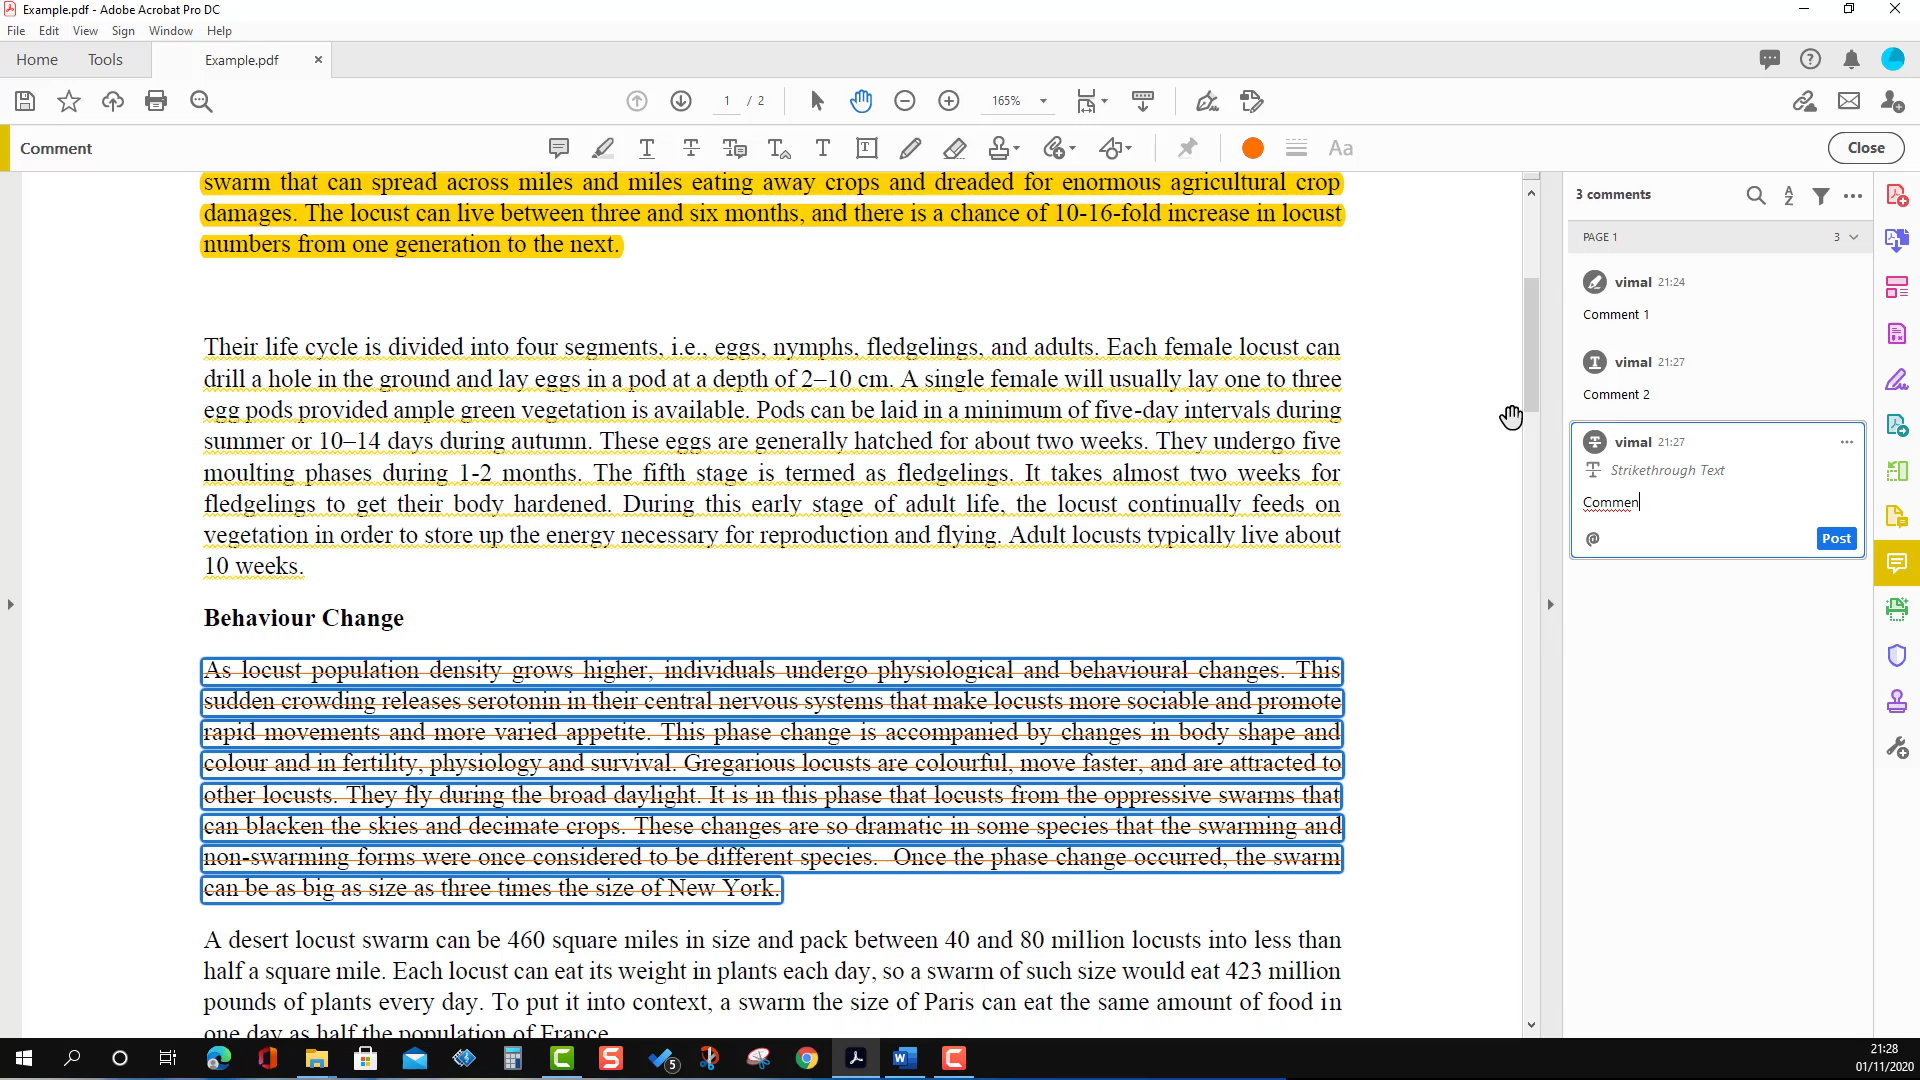 Example.pdf - Adobe Acrobat Pro DC
File Edit View Sign Window Help
Home Tools Example.pdf
1 / 2 165%
Comment
Close
swarm that can spread across miles and miles eating away crops and dreaded for enormous agricultural crop
damages. The locust can live between three and six months, and there is a chance of 10-16-fold increase in locust
numbers from one generation to the next.
Their life cycle is divided into four segments, i.e., eggs, nymphs, fledgelings, and adults. Each female locust can
drill a hole in the ground and lay eggs in a pod at a depth of 2–10 cm. A single female will usually lay one to three
egg pods provided ample green vegetation is available. Pods can be laid in a minimum of five-day intervals during
summer or 10–14 days during autumn. These eggs are generally hatched for about two weeks. They undergo five
moulting phases during 1-2 months. The fifth stage is termed as fledgelings. It takes almost two weeks for
fledgelings to get their body hardened. During this early stage of adult life, the locust continually feeds on
vegetation in order to store up the energy necessary for reproduction and flying. Adult locusts typically live about
10 weeks.
Behaviour Change
As locust population density grows higher, individuals undergo physiological and behavioural changes. This
sudden crowding releases serotonin in their central nervous systems that make locusts more sociable and promote
rapid movements and more varied appetite. This phase change is accompanied by changes in body shape and
colour and in fertility, physiology and survival. Gregarious locusts are colourful, move faster, and are attracted to
other locusts. They fly during the broad daylight. It is in this phase that locusts from the oppressive swarms that
can blacken the skies and decimate crops. These changes are so dramatic in some species that the swarming and
non-swarming forms were once considered to be different species. Once the phase change occurred, the swarm
can be as big as size as three times the size of New York.
A desert locust swarm can be 460 square miles in size and pack between 40 and 80 million locusts into less than
half a square mile. Each locust can eat its weight in plants each day, so a swarm of such size would eat 423 million
pounds of plants every day. To put it into context, a swarm the size of Paris can eat the same amount of food in
one day as half the population of France.
3 comments
PAGE 1 3
vimal 21:24
Comment 1
vimal 21:27
Comment 2
vimal 21:27
Strikethrough Text
Commen
@ Post
5
21:28
01/11/2020